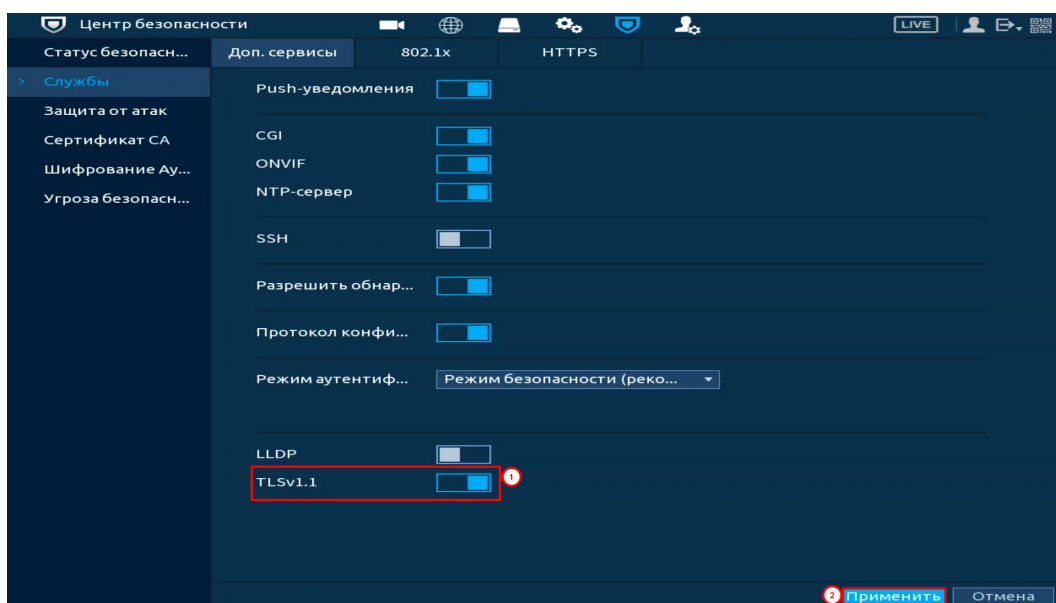 Центр безопасности
LIVE
Статус безопасн...
Доп. сервисы 802.1x HTTPS
> Службы
Push-уведомления
Защита от атак
Сертификат CA
CGI
Шифрование Ау...
ONVIF
Угроза безопасн...
NTP-сервер
SSH
Разрешить обнар...
Протокол конфи...
Режим аутентиф... Режим безопасности (реко...
LLDP
TLSv1.1 1
2 Применить Отмена